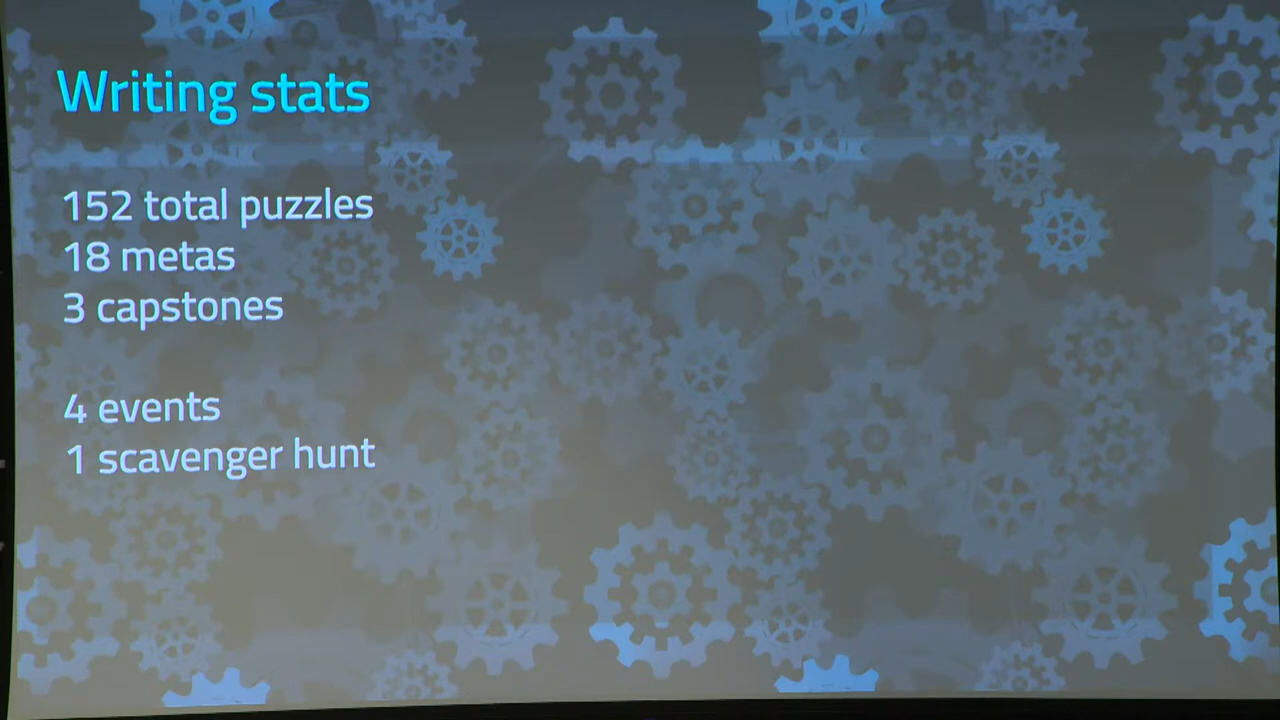 Writing stats
152 total puzzles
18 metas
3 capstones
4 events
1 scavenger hunt